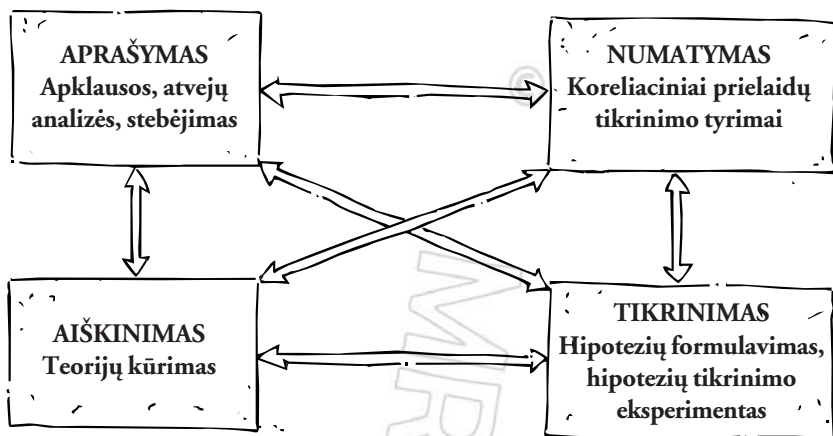 APRAŠYMAS
Apklausos, atvejų
analizės, stebėjimas
NUMATYMAS
Koreliaciniai prielaidų
tikrinimo tyrimai
AIŠKINIMAS
Teorijų kūrimas
TIKRINIMAS
Hipotezių formulavimas,
hipotezių tikrinimo
eksperimentas
©
MR